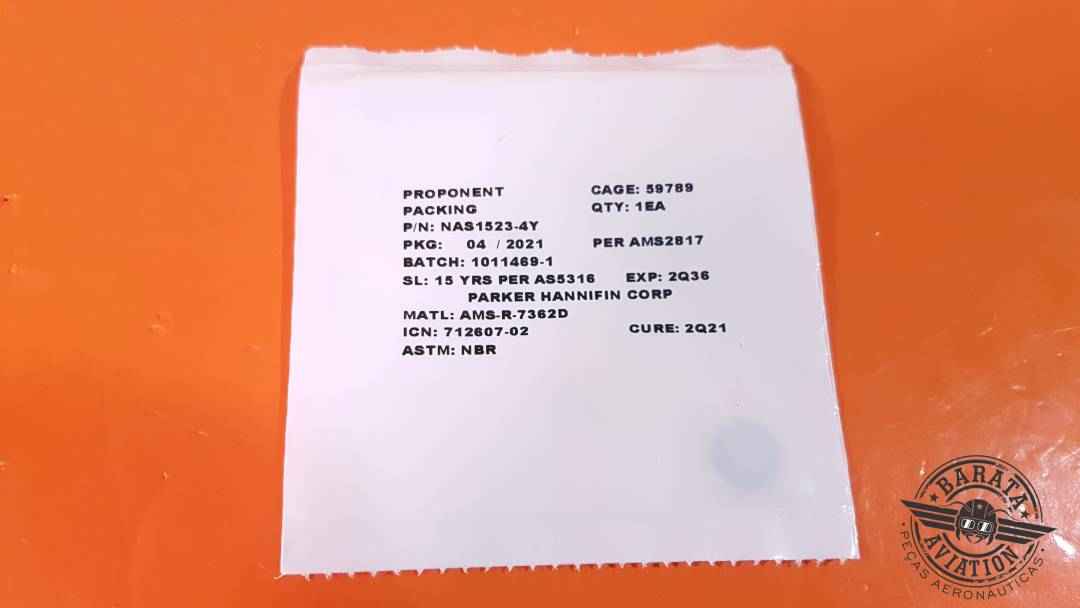 PROPONENT CAGE: 59789
PACKING QTY: 1EA
P/N: NAS1523-4Y
PKG: 04 / 2021 PER AMS2817
BATCH: 1011469-1
SL: 15 YRS PER AS5316 EXP: 2Q36
PARKER HANNIFIN CORP
MATL: AMS-R-7362D
ICN: 712607-02 CURE: 2Q21
ASTM: NBR
BARATA
AVIATION
PEÇAS AERONÁUTICAS